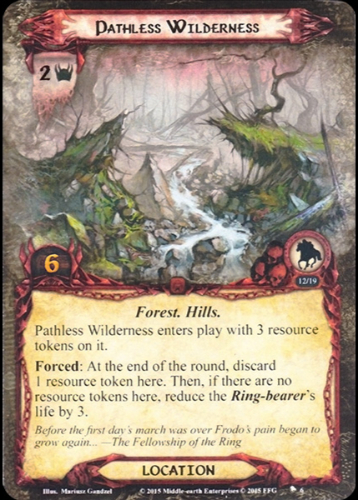 PATHLESS WILDERNESS
2
6
12/19
Forest. Hills.
Pathless Wilderness enters play with 3 resource
tokens on it.
Forced: At the end of the round, discard
1 resource token here. Then, if there are no
resource tokens here, reduce the Ring-bearer's
life by 3.
Before the first day's march was over Frodo's pain began to
grow again... —The Fellowship of the Ring
LOCATION
Illus. Mariusz Gandzel
© 2015 Middle-earth Enterprises © 2015 FFG
6